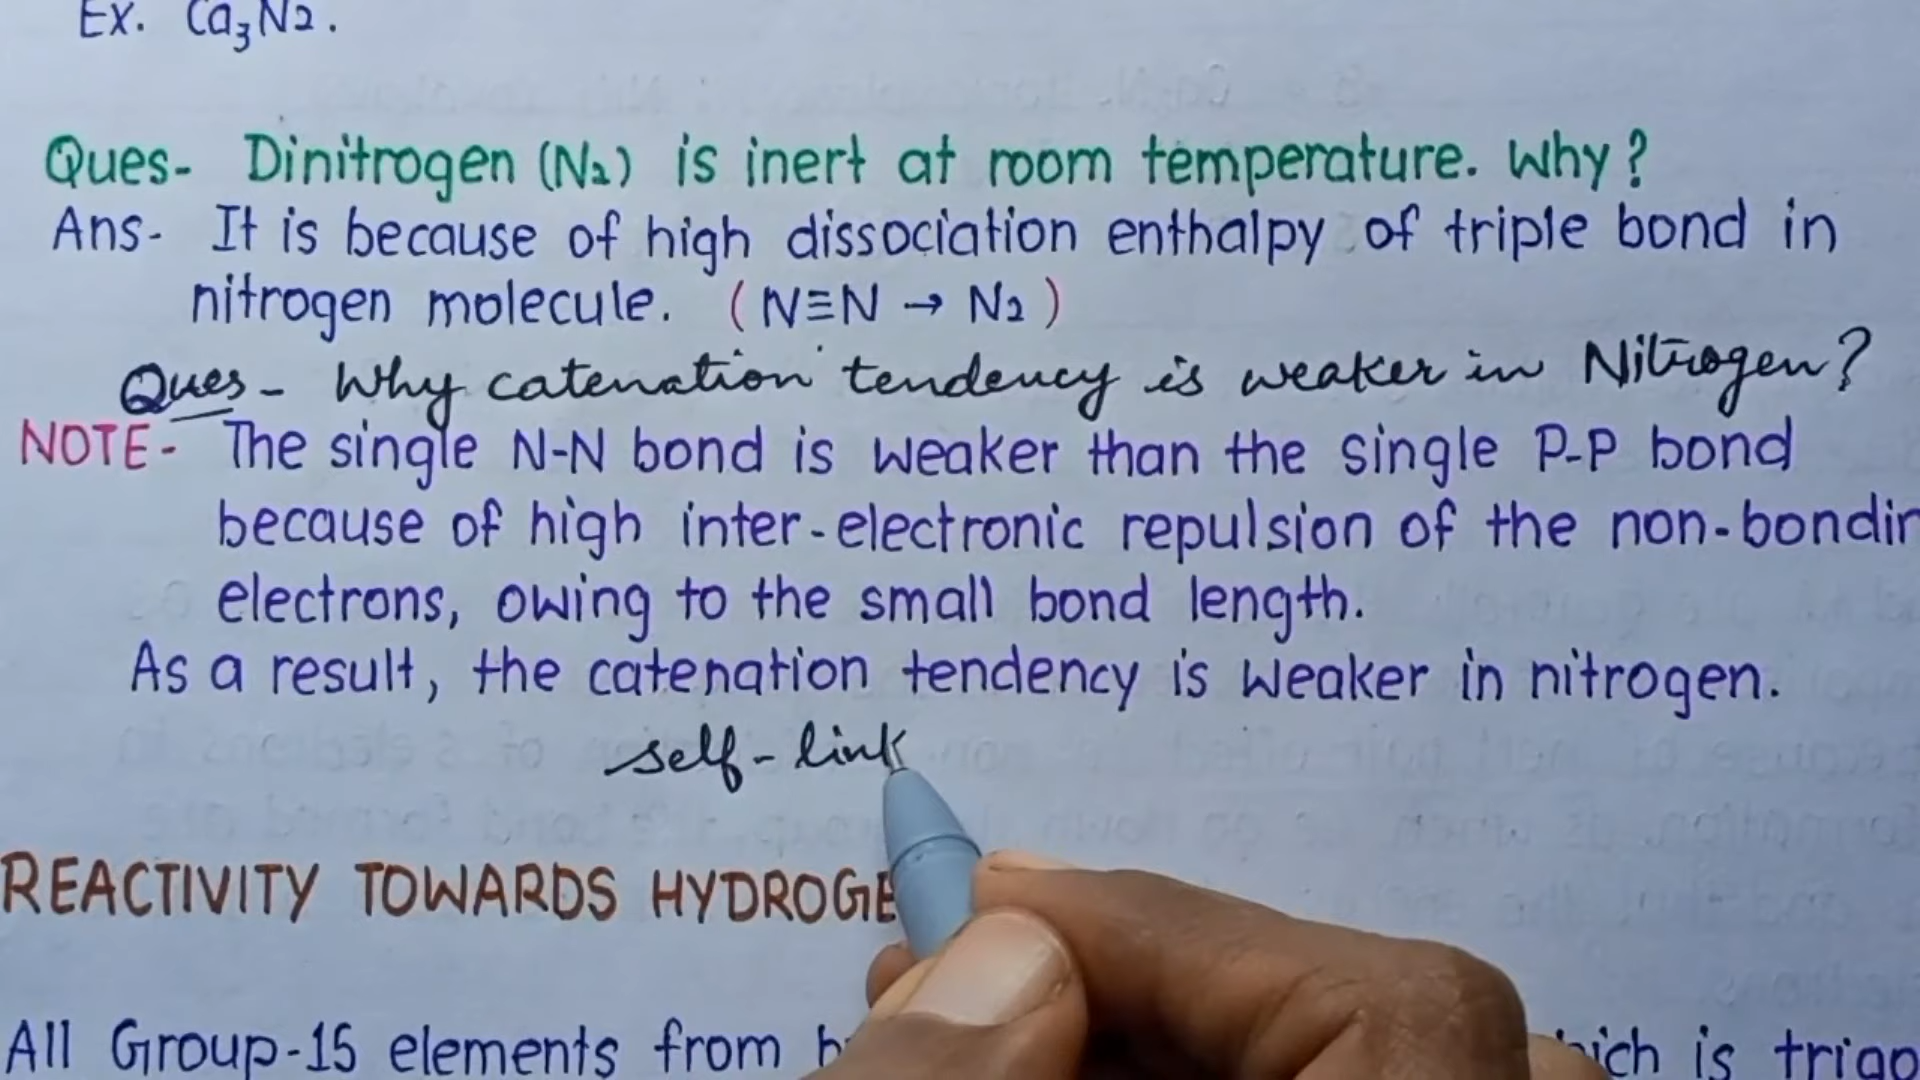 Ex. Ca3N2.
Ques- Dinitrogen (N2) is inert at room temperature. Why?
Ans- It is because of high dissociation enthalpy of triple bond in
nitrogen molecule. (N≡N → N2)
Ques - Why catenation tendency is weaker in Nitrogen?
NOTE- The single N-N bond is weaker than the single P-P bond
because of high inter-electronic repulsion of the non-bondin
electrons, owing to the small bond length.
As a result, the catenation tendency is weaker in nitrogen.
self-link
REACTIVITY TOWARDS HYDROGE
All Group-15 elements from is